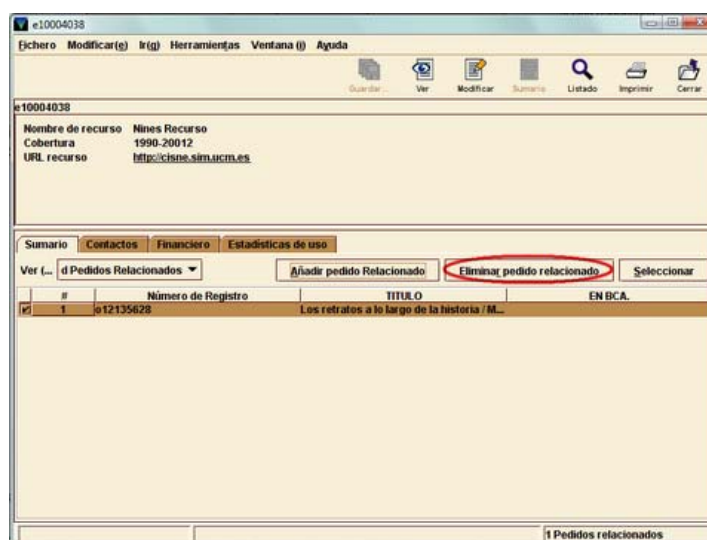 e10004038
Fichero Modificar(e) Ir(g) Herramientas Ventana (i) Ayuda
Guardar... Ver Modificar Sumario Listado Imprimir Cerrar
e10004038
Nombre de recurso Nines Recurso
Cobertura 1990-20012
URL recurso http://cisne.sim.ucm.es
Sumario Contactos Financiero Estadísticas de uso
Ver (... d Pedidos Relacionados Añadir pedido Relacionado Eliminar pedido relacionado Seleccionar
# Número de Registro TITULO EN BCA.
1 o12135628 Los retratos a lo largo de la historia / M...
1 Pedidos relacionados